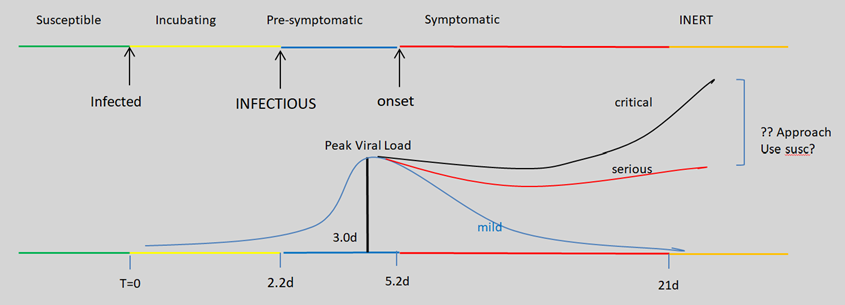 Susceptible
Incubating
Pre-symptomatic
Symptomatic
INERT
Infected
INFECTIOUS
onset
critical
?? Approach
Use susc?
Peak Viral Load
serious
mild
3.0d
T=0
2.2d
5.2d
21d